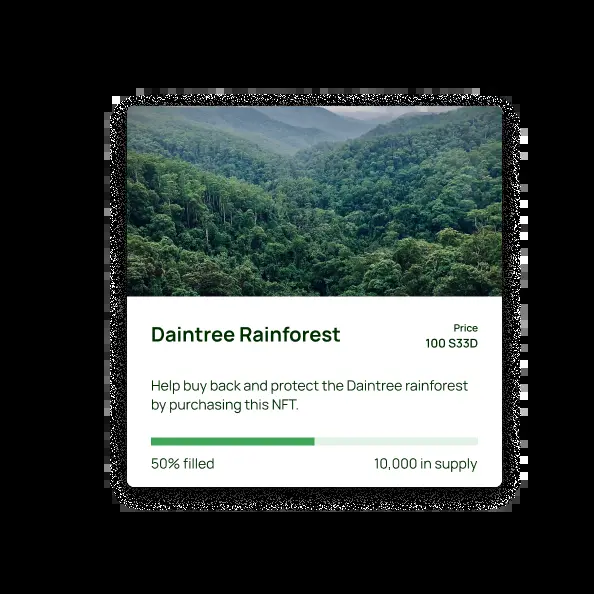 Daintree Rainforest
Price
100 S33D
Help buy back and protect the Daintree rainforest
by purchasing this NFT.
50% filled
10,000 in supply